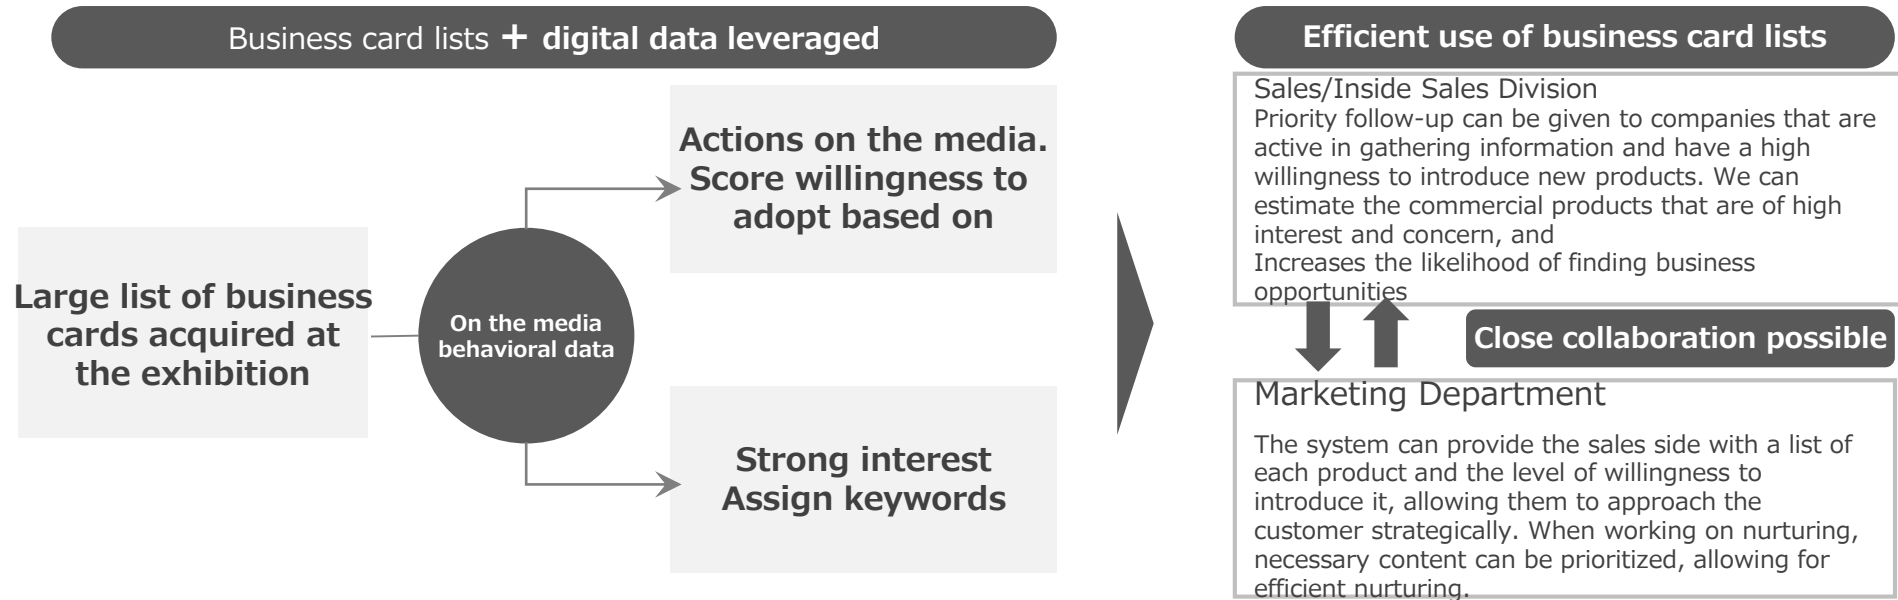 Business card lists + digital data leveraged
Large list of business
cards acquired at
the exhibition
On the media
behavioral data
Actions on the media.
Score willingness to
adopt based on
Strong interest
Assign keywords
Efficient use of business card lists
Sales/Inside Sales Division
Priority follow-up can be given to companies that are
active in gathering information and have a high
willingness to introduce new products. We can
estimate the commercial products that are of high
interest and concern, and
Increases the likelihood of finding business
opportunities
Close collaboration possible
Marketing Department
The system can provide the sales side with a list of
each product and the level of willingness to
introduce it, allowing them to approach the
customer strategically. When working on nurturing,
necessary content can be prioritized, allowing for
efficient nurturing.